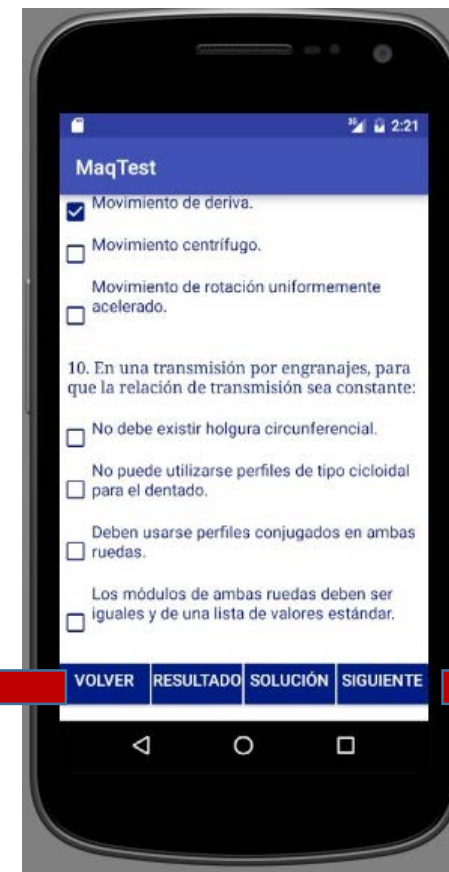 3G 2:21
MaqTest
Movimiento de deriva.
Movimiento centrífugo.
Movimiento de rotación uniformemente
acelerado.
10. En una transmisión por engranajes, para
que la relación de transmisión sea constante:
No debe existir holgura circunferencial.
No puede utilizarse perfiles de tipo cicloidal
para el dentado.
Deben usarse perfiles conjugados en ambas
ruedas.
Los módulos de ambas ruedas deben ser
iguales y de una lista de valores estándar.
VOLVER RESULTADO SOLUCIÓN SIGUIENTE